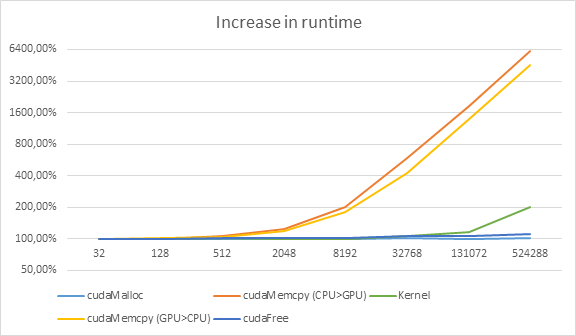 Increase in runtime
6400,00%
3200,00%
1600,00%
800,00%
400,00%
200,00%
100,00%
50,00%
32 128 512 2048 8192 32768 131072 524288
cudaMalloc cudaMemcpy (CPU>GPU) Kernel
cudaMemcpy (GPU>CPU) cudaFree